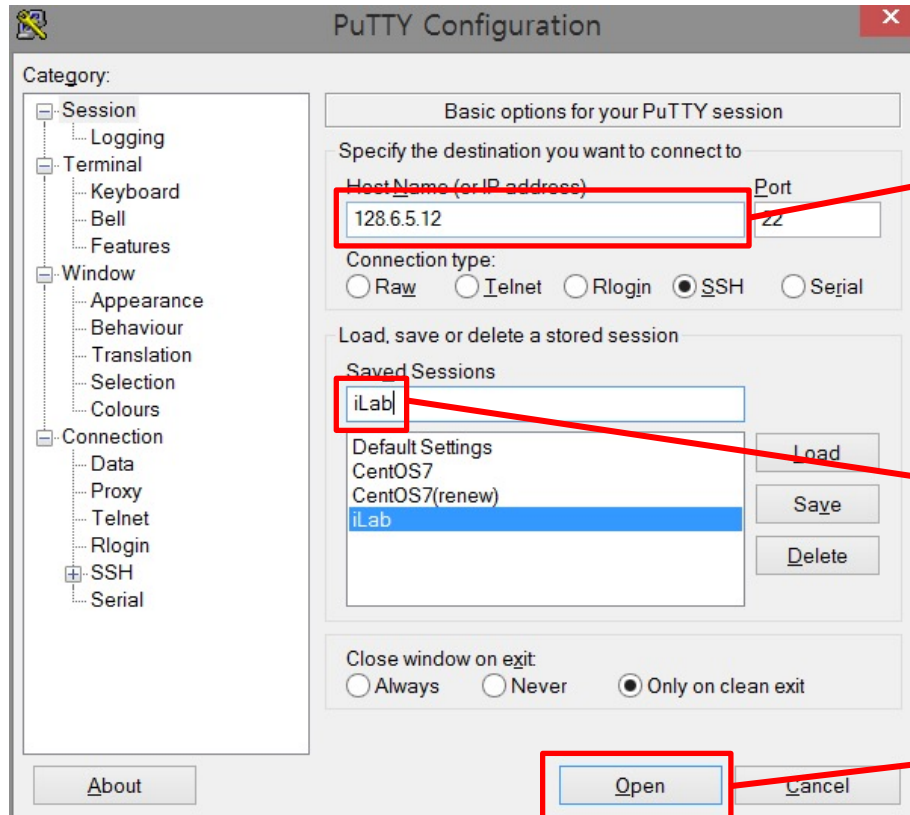 PuTTY Configuration
Category:
Session
Logging
Terminal
Keyboard
Bell
Features
Window
Appearance
Behaviour
Translation
Selection
Colours
Connection
Data
Proxy
Telnet
Rlogin
SSH
Serial
Basic options for your PuTTY session
Specify the destination you want to connect to
Host Name (or IP address) Port
128.6.5.12 22
Connection type:
Raw Telnet Rlogin SSH Serial
Load, save or delete a stored session
Saved Sessions
iLab
Default Settings
CentOS7
CentOS7(renew)
iLab
Load
Save
Delete
Close window on exit:
Always Never Only on clean exit
About Open Cancel